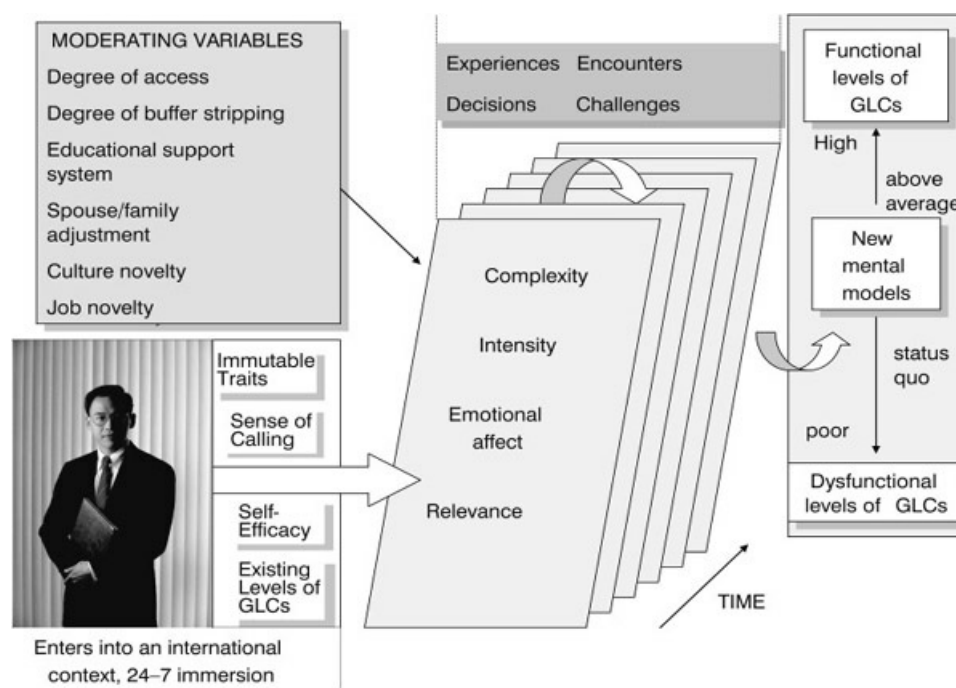 MODERATING VARIABLES
Degree of access
Degree of buffer stripping
Educational support
system
Spouse/family
adjustment
Culture novelty
Job novelty
Immutable
Traits
Sense of
Calling
Self-
Efficacy
Existing
Levels of
GLCs
Enters into an international
context, 24–7 immersion
Experiences Encounters
Decisions Challenges
Complexity
Intensity
Emotional
affect
Relevance
TIME
Functional
levels of
GLCs
High
above
average
New
mental
models
status
quo
poor
Dysfunctional
levels of GLCs